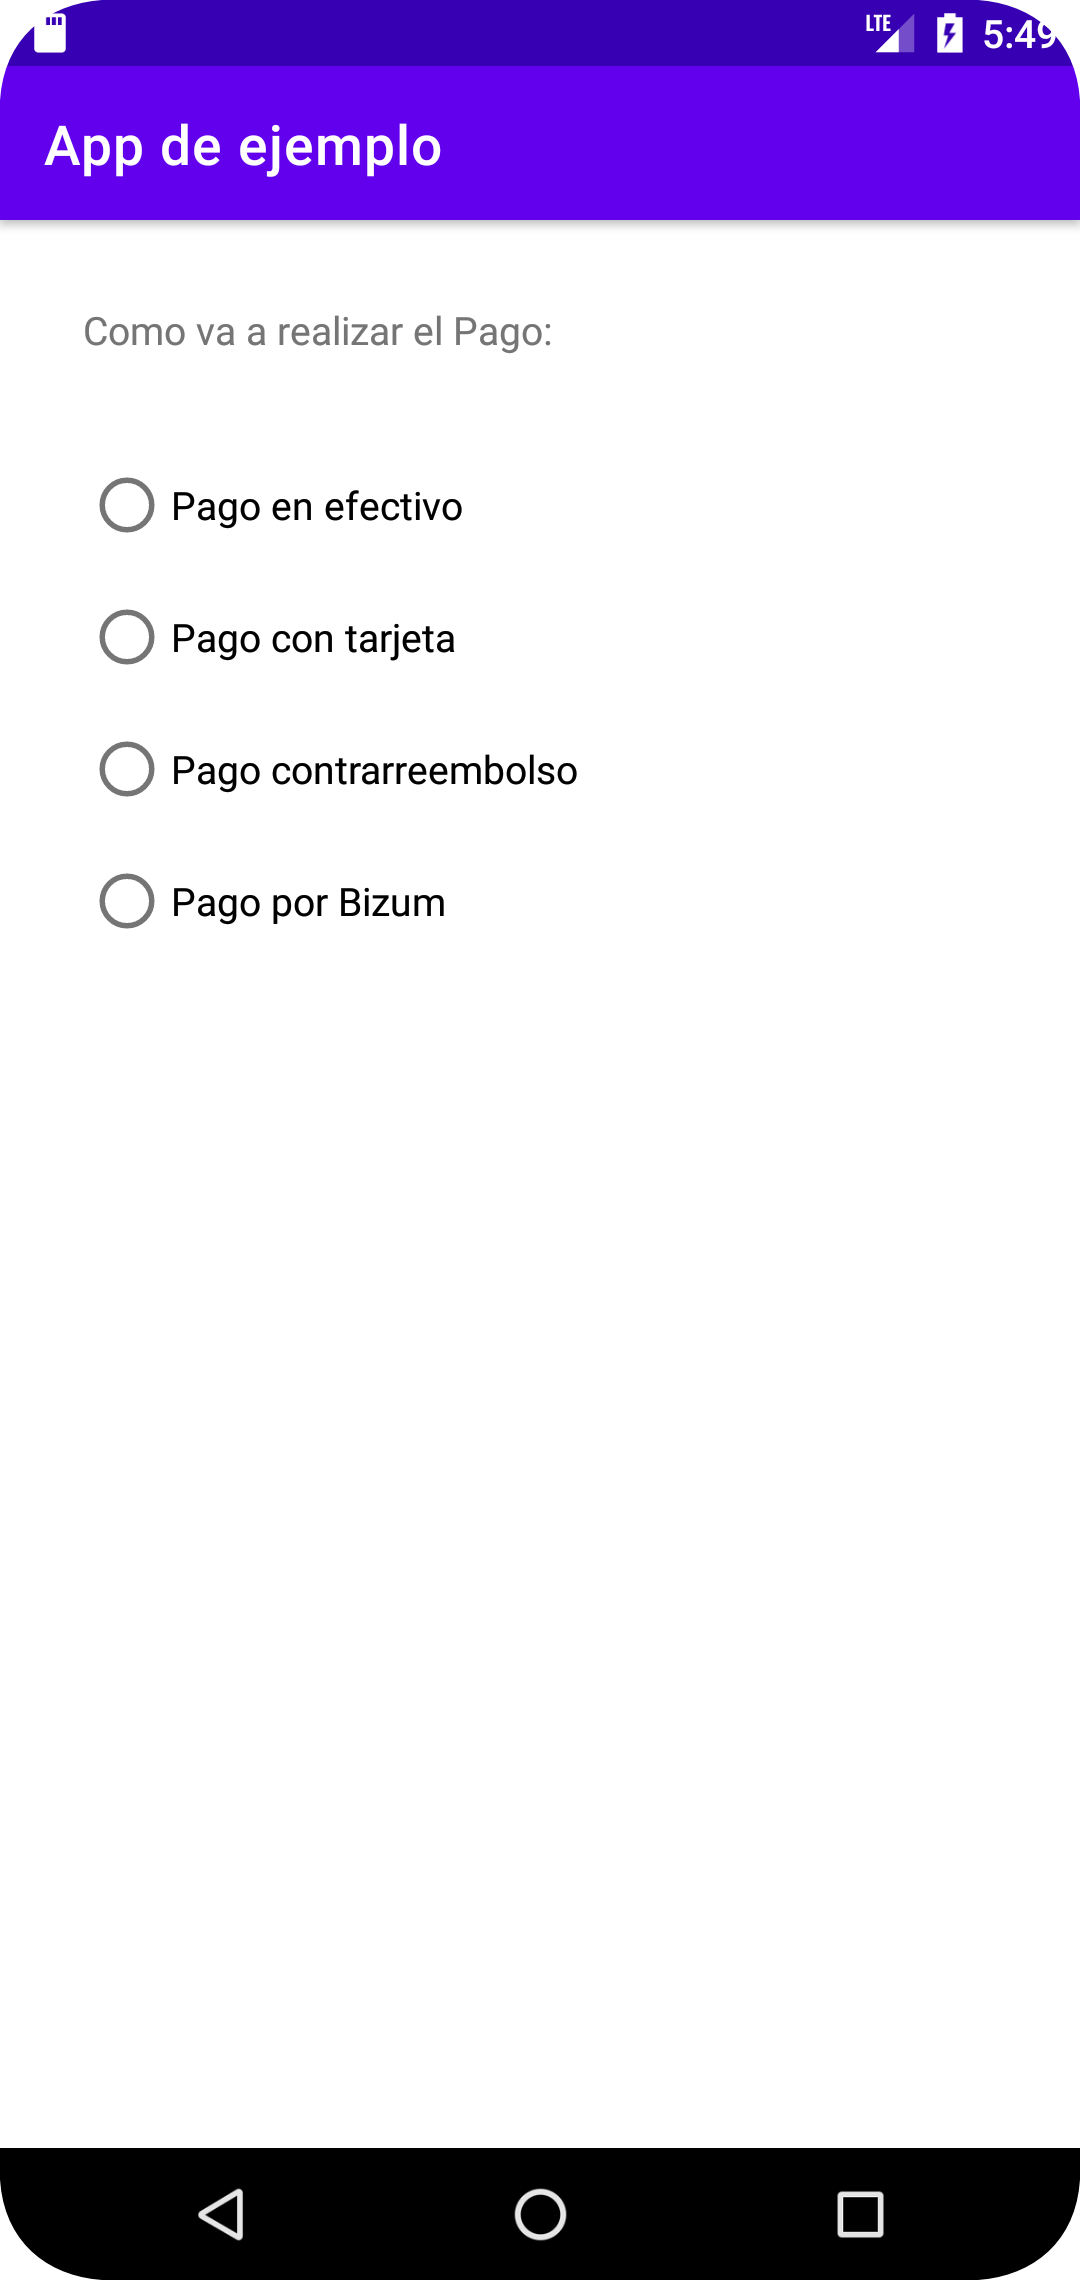 LTE 5:49
App de ejemplo
Como va a realizar el Pago:
Pago en efectivo
Pago con tarjeta
Pago contrarreembolso
Pago por Bizum